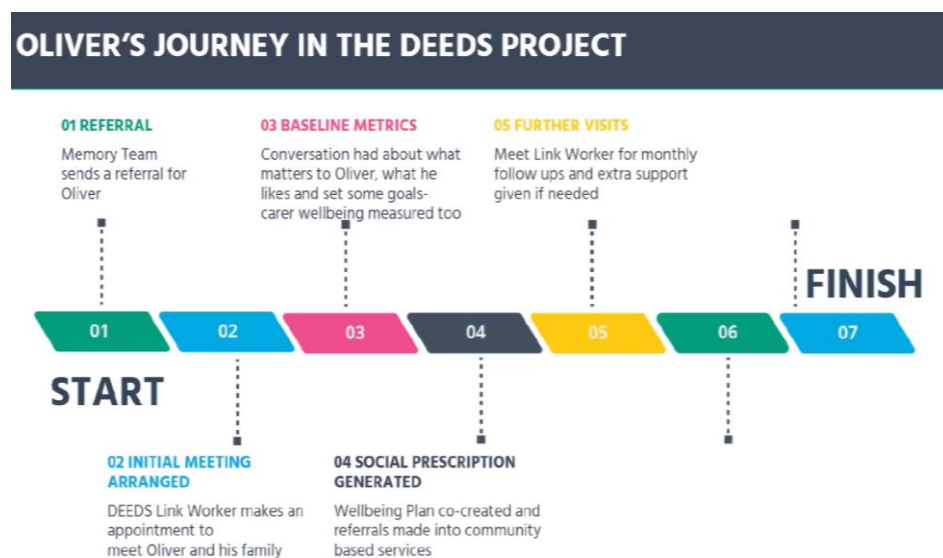 OLIVER'S JOURNEY IN THE DEEDS PROJECT
01 REFERRAL
Memory Team
sends a referral for
Oliver
03 BASELINE METRICS
Conversation had about what
matters to Oliver, what he
likes and set some goals-
carer wellbeing measured too
05 FURTHER VISITS
Meet Link Worker for monthly
follow ups and extra support
given if needed
FINISH
01
02
03
04
05
06
07
START
02 INITIAL MEETING
ARRANGED
DEEDS Link Worker makes an
appointment to
meet Oliver and his family
04 SOCIAL PRESCRIPTION
GENERATED
Wellbeing Plan co-created and
referrals made into community
based services